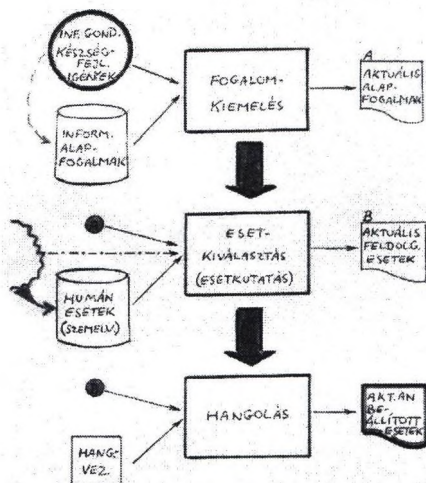 INF. GOND.
KÉSZSÉG-
FEJL.
IGÉNYEK
FOGALOM-
KIEMELÉS
A
AKTUÁLIS
ALAP-
FOGALMAK
INFORM.
ALAP-
FOGALMAK
ESET-
KIVÁLASZTÁS
(ESETKUTATÁS)
B
AKTUÁLIS
FELDOLG.
ESETEK
HUMÁN
ESETEK
(SZEMELV.)
HANGOLÁS
AKT.AN
BE-
ÁLLÍTOTT
ESETEK
HANG-
VEZ.